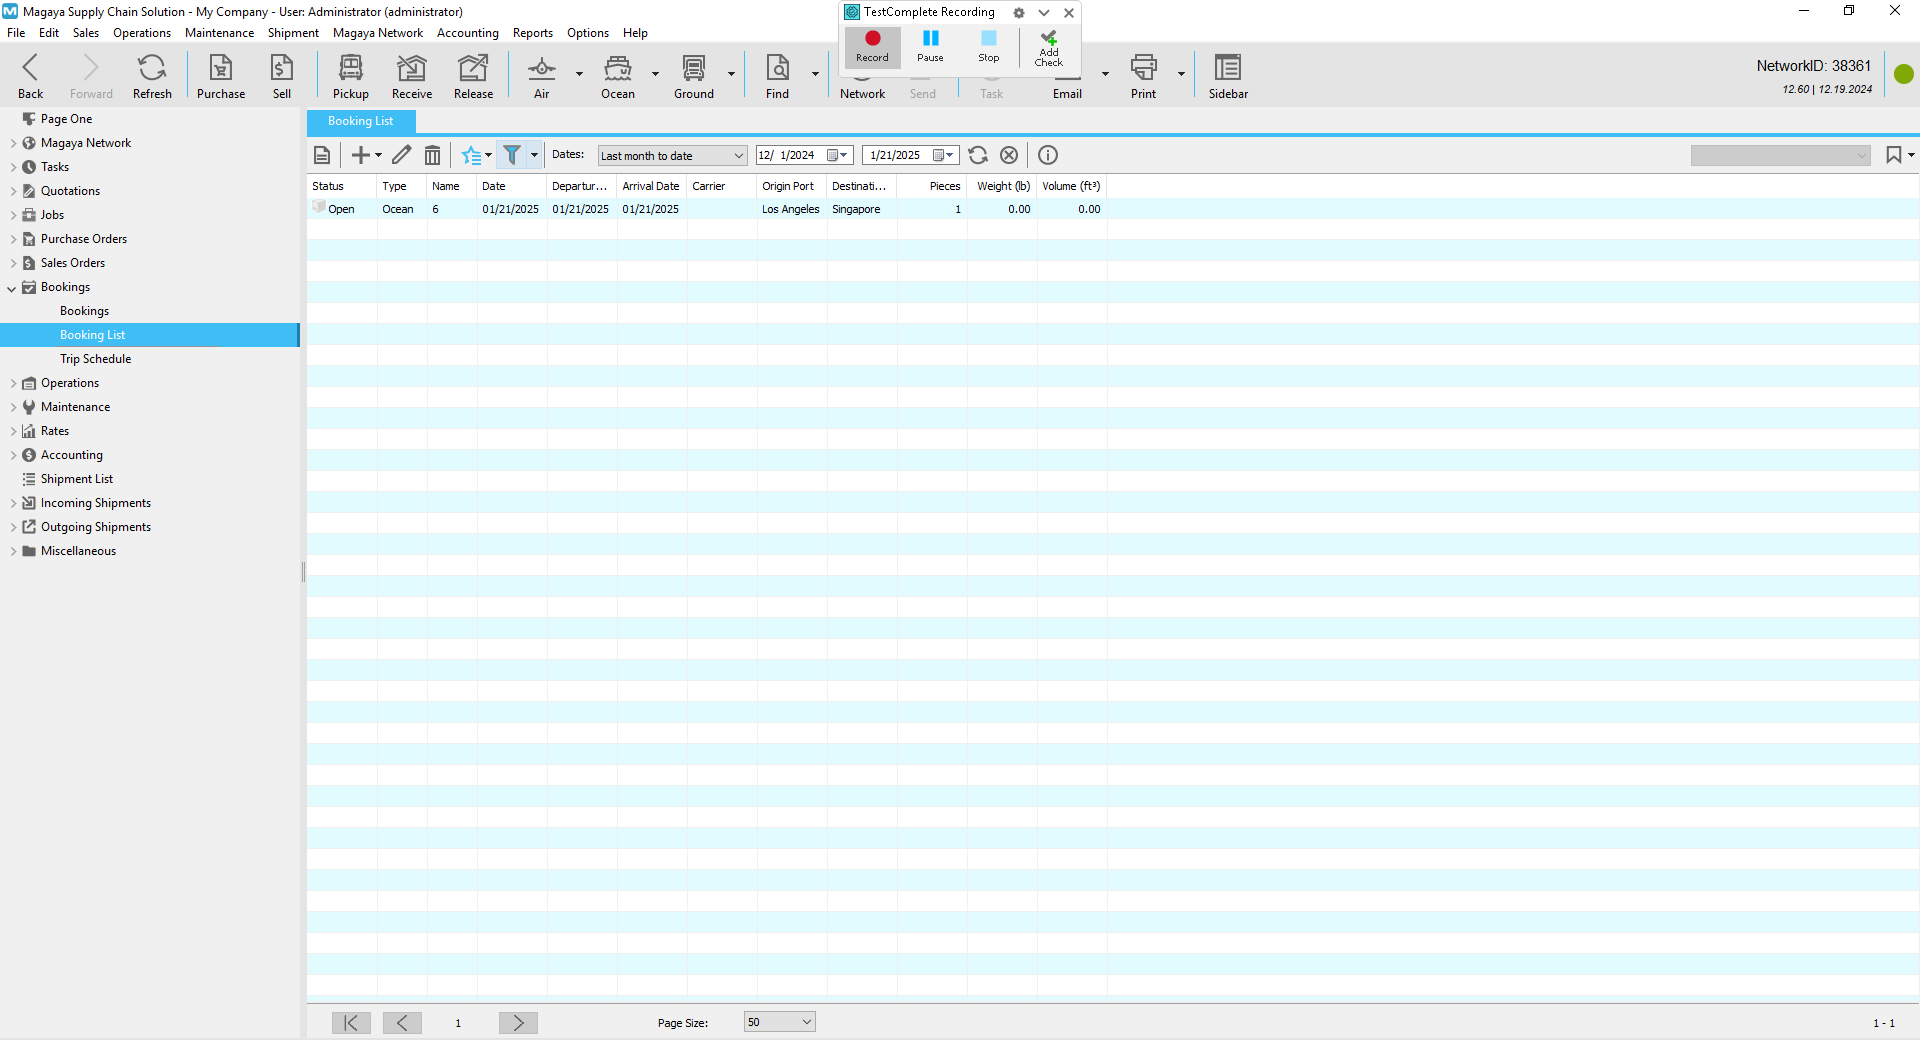 Magaya Supply Chain Solution - My Company - User: Administrator (administrator)
TestComplete Recording
File Edit Sales Operations Maintenance Shipment Magaya Network Accounting Reports Options Help
Record Pause Stop Add Check
Back Forward Refresh Purchase Sell Pickup Receive Release Air Ocean Ground Find Network Send Task Email Print Sidebar
NetworkID: 38361
12.60 | 12.19.2024
Page One
Magaya Network
Tasks
Quotations
Jobs
Purchase Orders
Sales Orders
Bookings
Bookings
Booking List
Trip Schedule
Operations
Maintenance
Rates
Accounting
Shipment List
Incoming Shipments
Outgoing Shipments
Miscellaneous
Booking List
Dates: Last month to date 12/ 1/2024 1/21/2025
Status Type Name Date Departur... Arrival Date Carrier Origin Port Destinati... Pieces Weight (lb) Volume (ft³)
Open Ocean 6 01/21/2025 01/21/2025 01/21/2025 Los Angeles Singapore 1 0.00 0.00
1 Page Size: 50 1 - 1